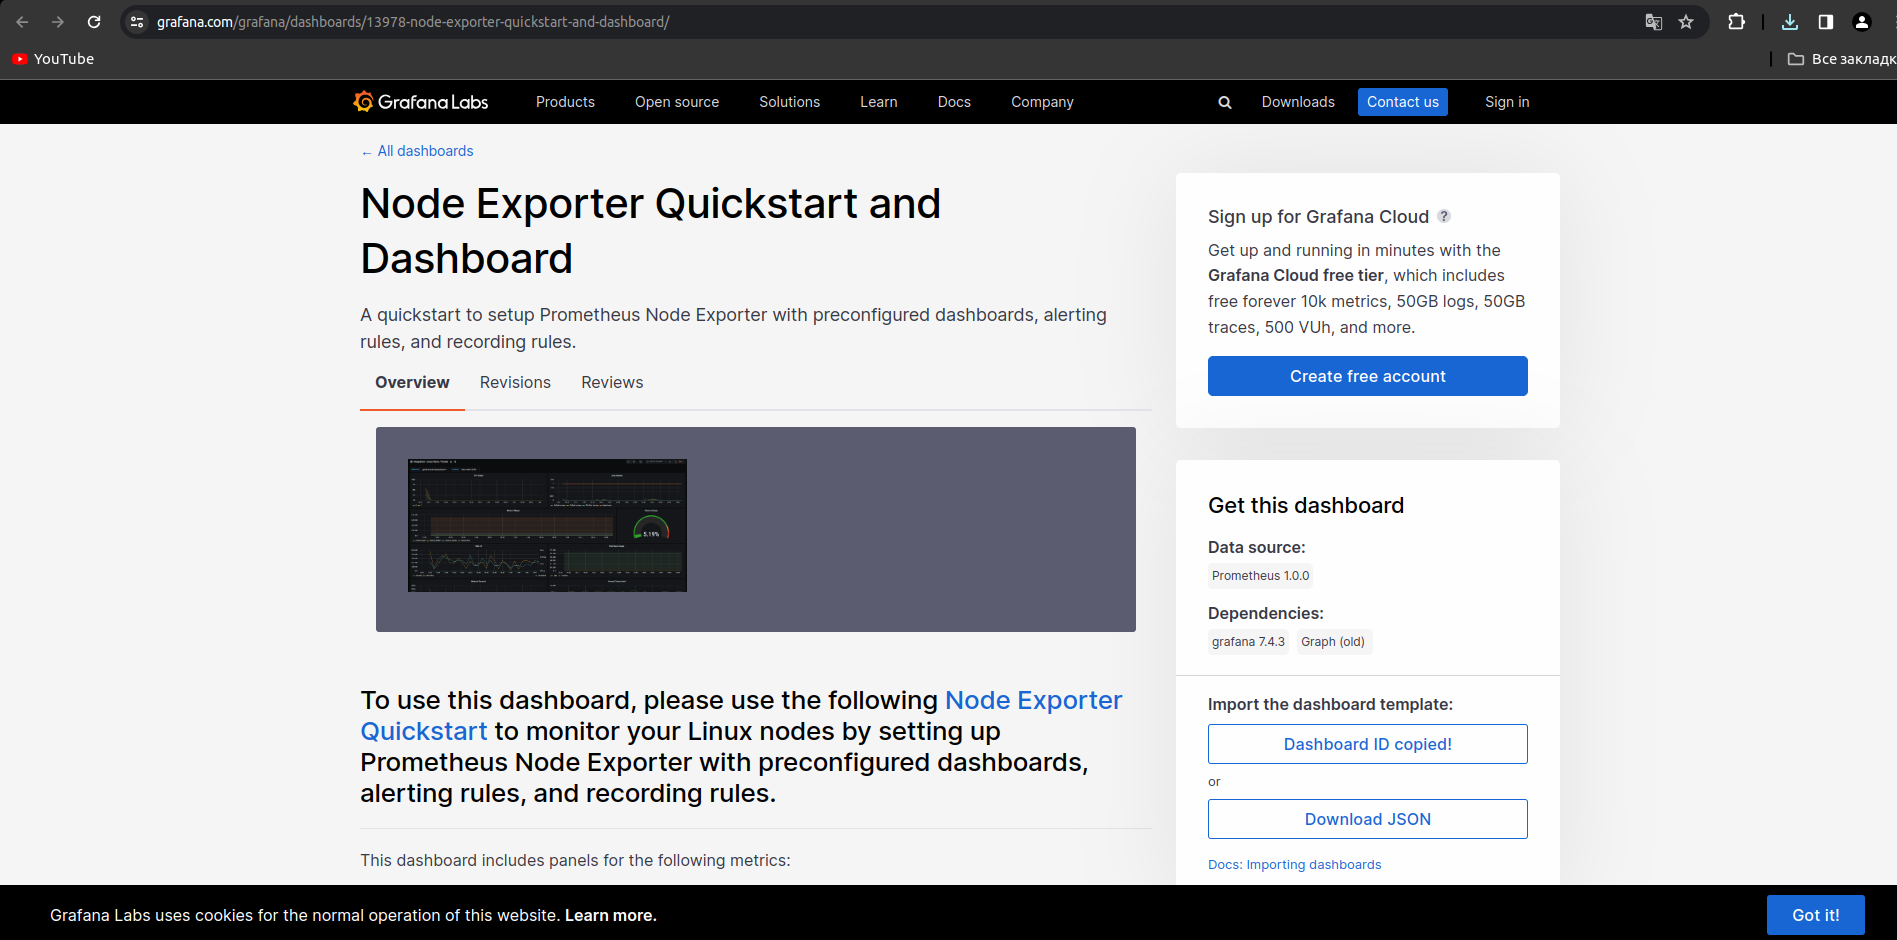 grafana.com/grafana/dashboards/13978-node-exporter-quickstart-and-dashboard/
YouTube
Все закладк
Grafana Labs
Products
Open source
Solutions
Learn
Docs
Company
Downloads
Contact us
Sign in
← All dashboards
Node Exporter Quickstart and
Dashboard
A quickstart to setup Prometheus Node Exporter with preconfigured dashboards, alerting
rules, and recording rules.
Overview
Revisions
Reviews
5.19%
To use this dashboard, please use the following Node Exporter
Quickstart to monitor your Linux nodes by setting up
Prometheus Node Exporter with preconfigured dashboards,
alerting rules, and recording rules.
This dashboard includes panels for the following metrics:
Sign up for Grafana Cloud ?
Get up and running in minutes with the
Grafana Cloud free tier, which includes
free forever 10k metrics, 50GB logs, 50GB
traces, 500 VUh, and more.
Create free account
Get this dashboard
Data source:
Prometheus 1.0.0
Dependencies:
grafana 7.4.3
Graph (old)
Import the dashboard template:
Dashboard ID copied!
or
Download JSON
Docs: Importing dashboards
Grafana Labs uses cookies for the normal operation of this website. Learn more.
Got it!